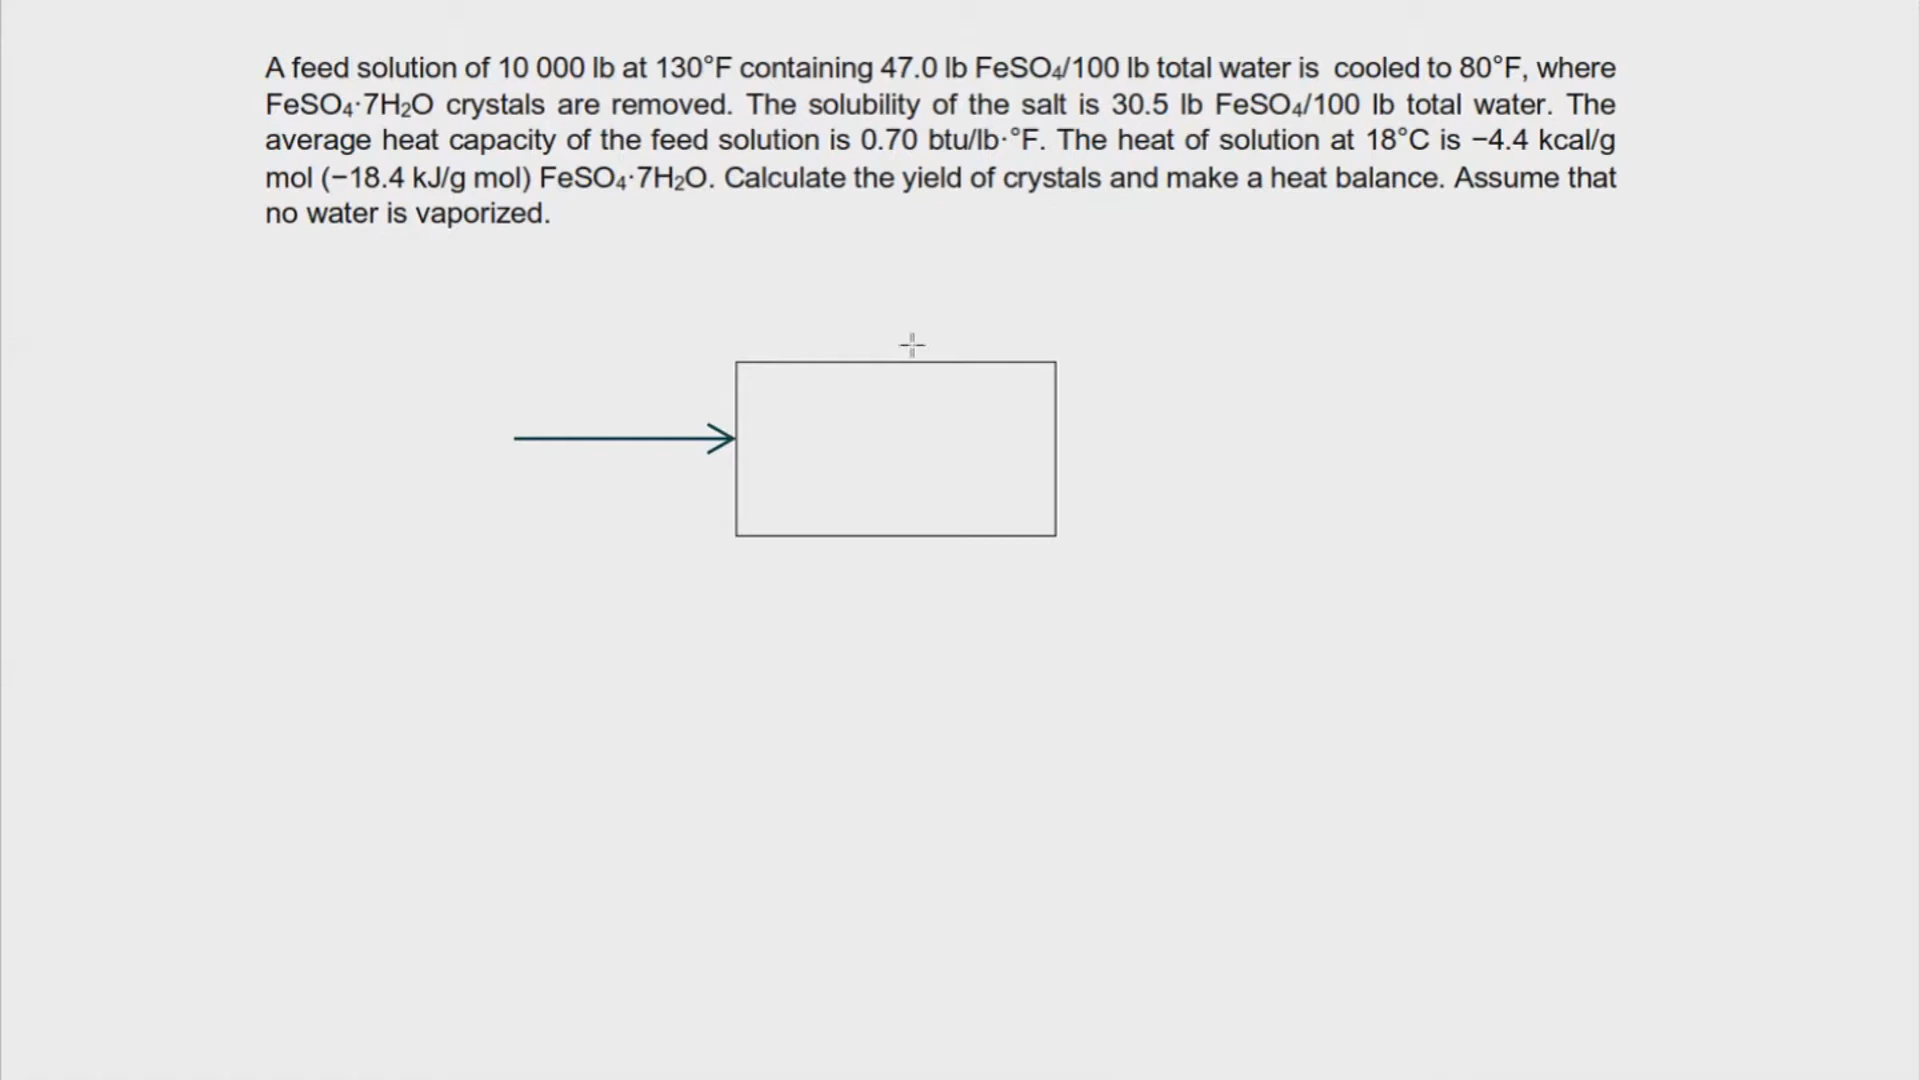 A feed solution of 10 000 lb at 130°F containing 47.0 lb FeSO₄/100 lb total water is cooled to 80°F, where
FeSO₄·7H₂O crystals are removed. The solubility of the salt is 30.5 lb FeSO₄/100 lb total water. The
average heat capacity of the feed solution is 0.70 btu/lb·°F. The heat of solution at 18°C is −4.4 kcal/g
mol (−18.4 kJ/g mol) FeSO₄·7H₂O. Calculate the yield of crystals and make a heat balance. Assume that
no water is vaporized.